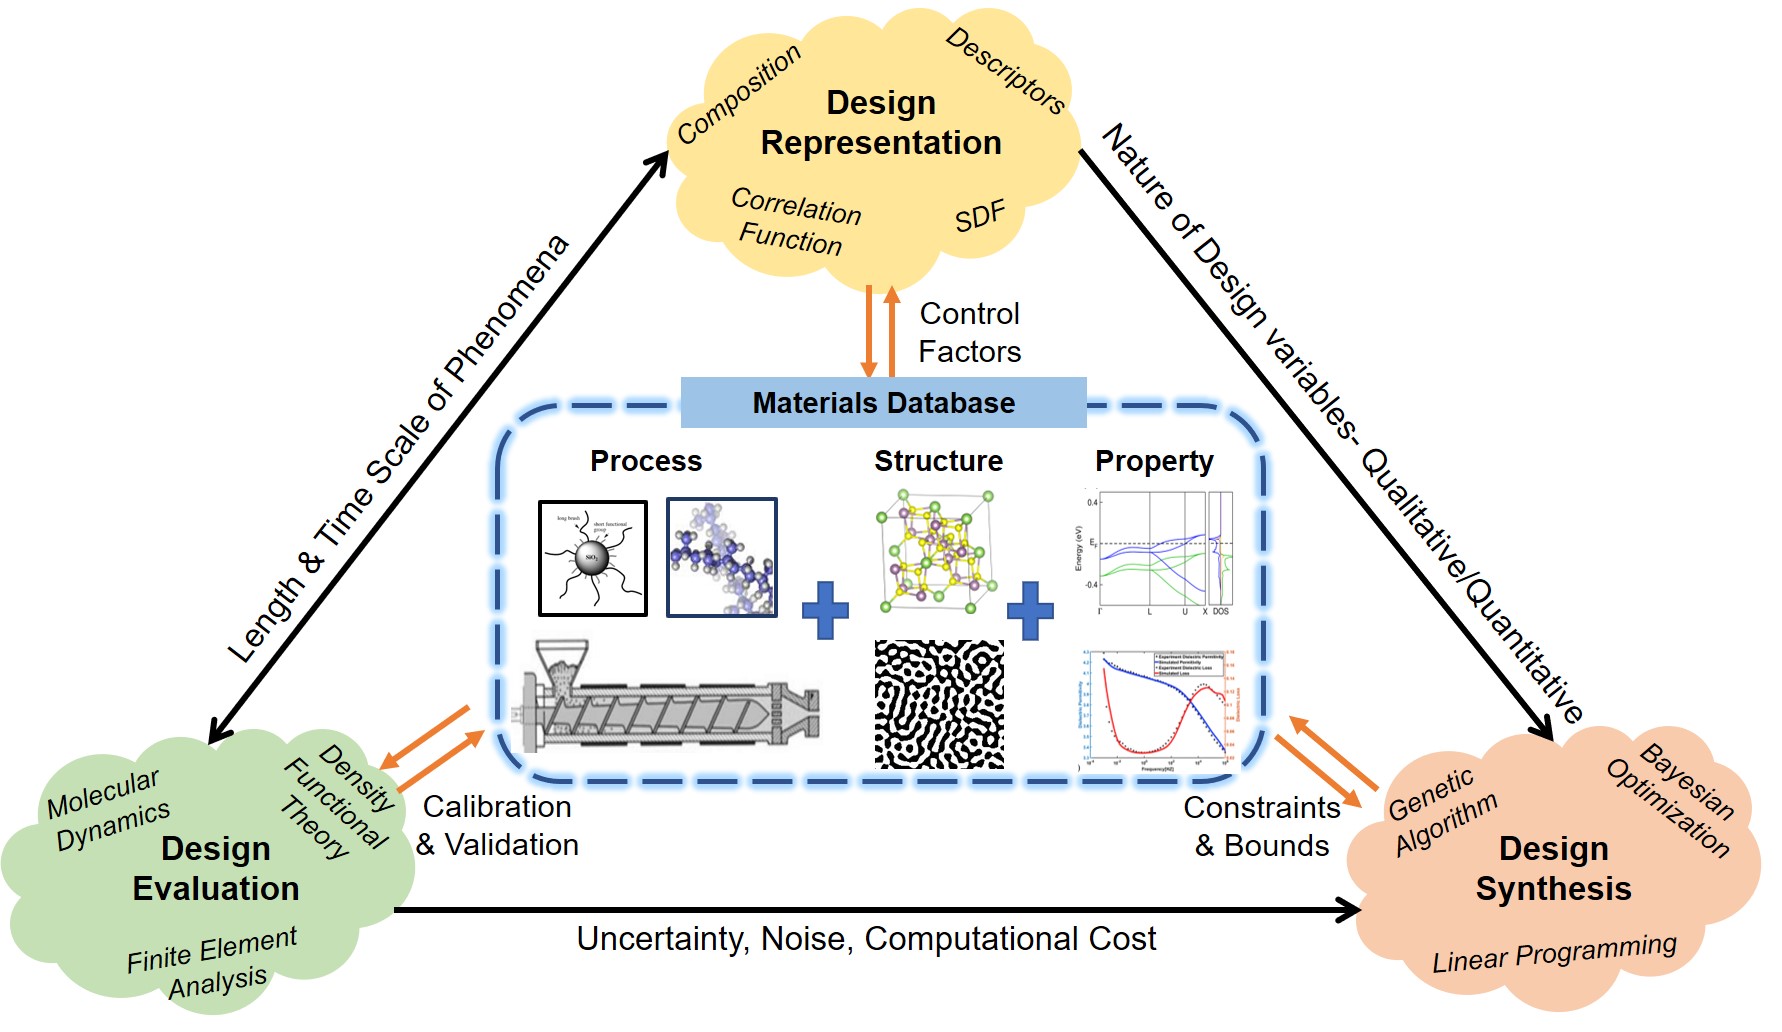 Composition
Descriptors
Design
Representation
Correlation
Function
SDF
Length & Time Scale of Phenomena
Nature of Design variables- Qualitative/Quantitative
Control
Factors
Materials Database
Process
Structure
Property
long brush
short functional
group
SiO₂
Energy (eV)
0.4
E_F
-0.4
Γ
L
U
X
DOS
Experiment Dielectric Permittivity
Simulated Permittivity
Experiment Dielectric Loss
Simulated Loss
Dielectric Permittivity
Dielectric Loss
Frequency[HZ]
Molecular
Dynamics
Density
Functional
Theory
Design
Evaluation
Finite Element
Analysis
Calibration
& Validation
Constraints
& Bounds
Genetic
Algorithm
Bayesian
Optimization
Design
Synthesis
Linear Programming
Uncertainty, Noise, Computational Cost